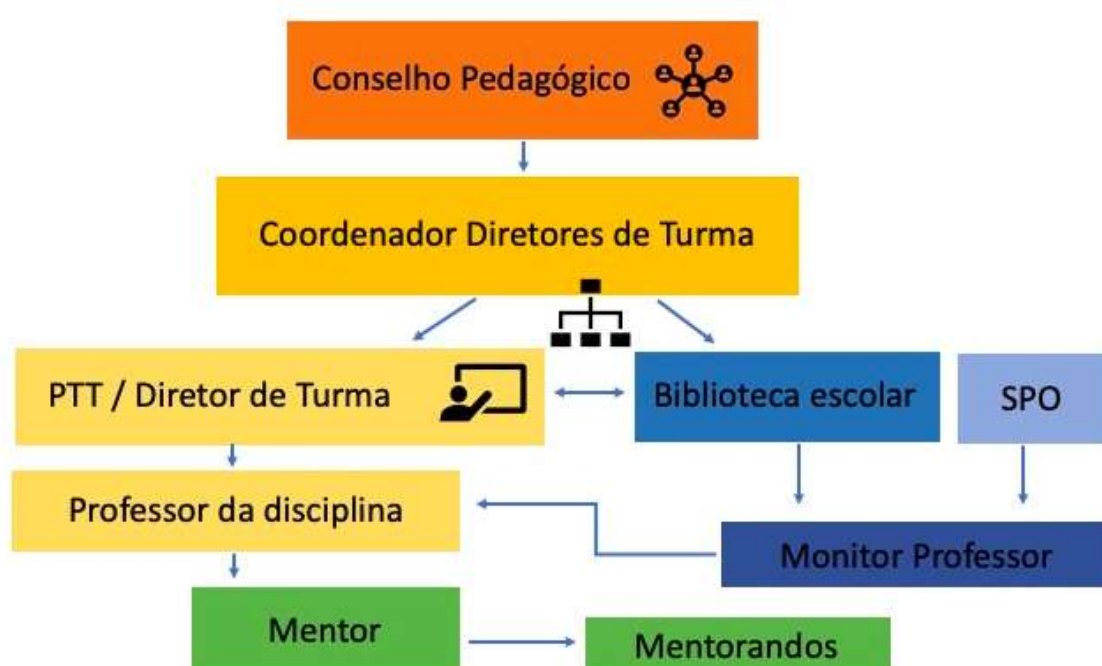 Conselho Pedagógico
Coordenador Diretores de Turma
PTT / Diretor de Turma
Biblioteca escolar
SPO
Professor da disciplina
Monitor Professor
Mentor
Mentorandos